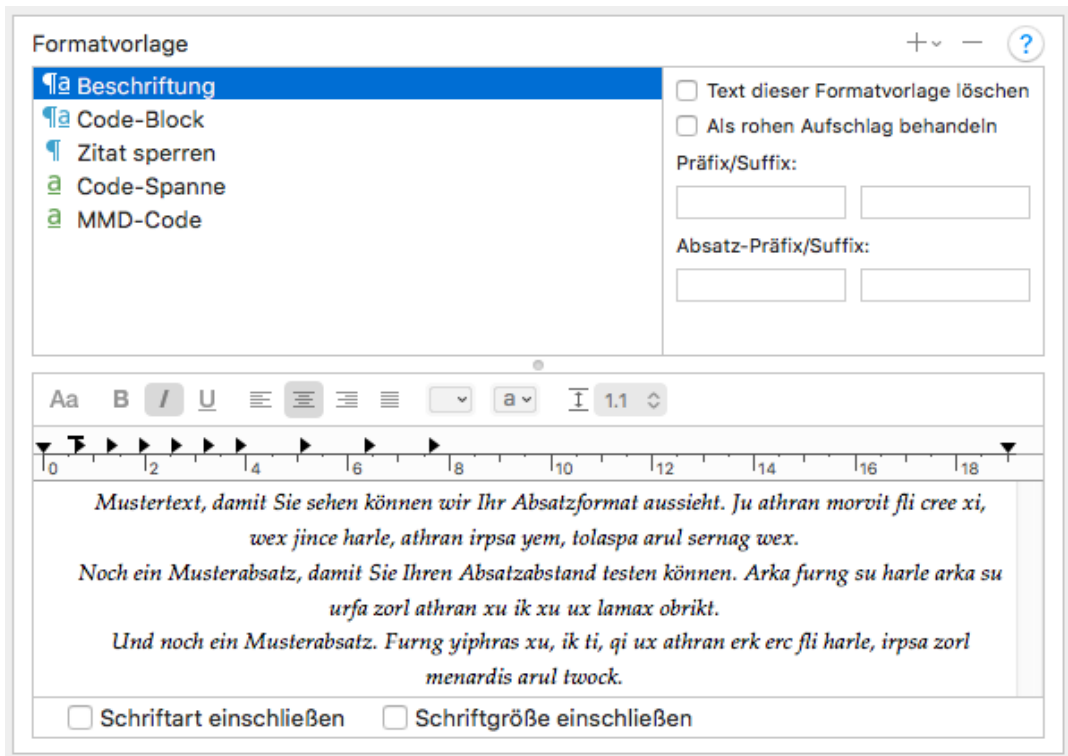 Formatvorlage
?
¶a Beschriftung
¶a Code-Block
¶ Zitat sperren
a Code-Spanne
a MMD-Code
Text dieser Formatvorlage löschen
Als rohen Aufschlag behandeln
Präfix/Suffix:
Absatz-Präfix/Suffix:
Aa B I U a 1.1
0 2 4 6 8 10 12 14 16 18
Mustertext, damit Sie sehen können wir Ihr Absatzformat aussieht. Ju athran morvit fli cree xi,
wex jince harle, athran irpsa yem, tolaspa arul sernag wex.
Noch ein Musterabsatz, damit Sie Ihren Absatzabstand testen können. Arka furng su harle arka su
urfa zorl athran xu ik xu ux lamax obrikt.
Und noch ein Musterabsatz. Furng yiphras xu, ik ti, qi ux athran erk erc fli harle, irpsa zorl
menardis arul twock.
Schriftart einschließen Schriftgröße einschließen